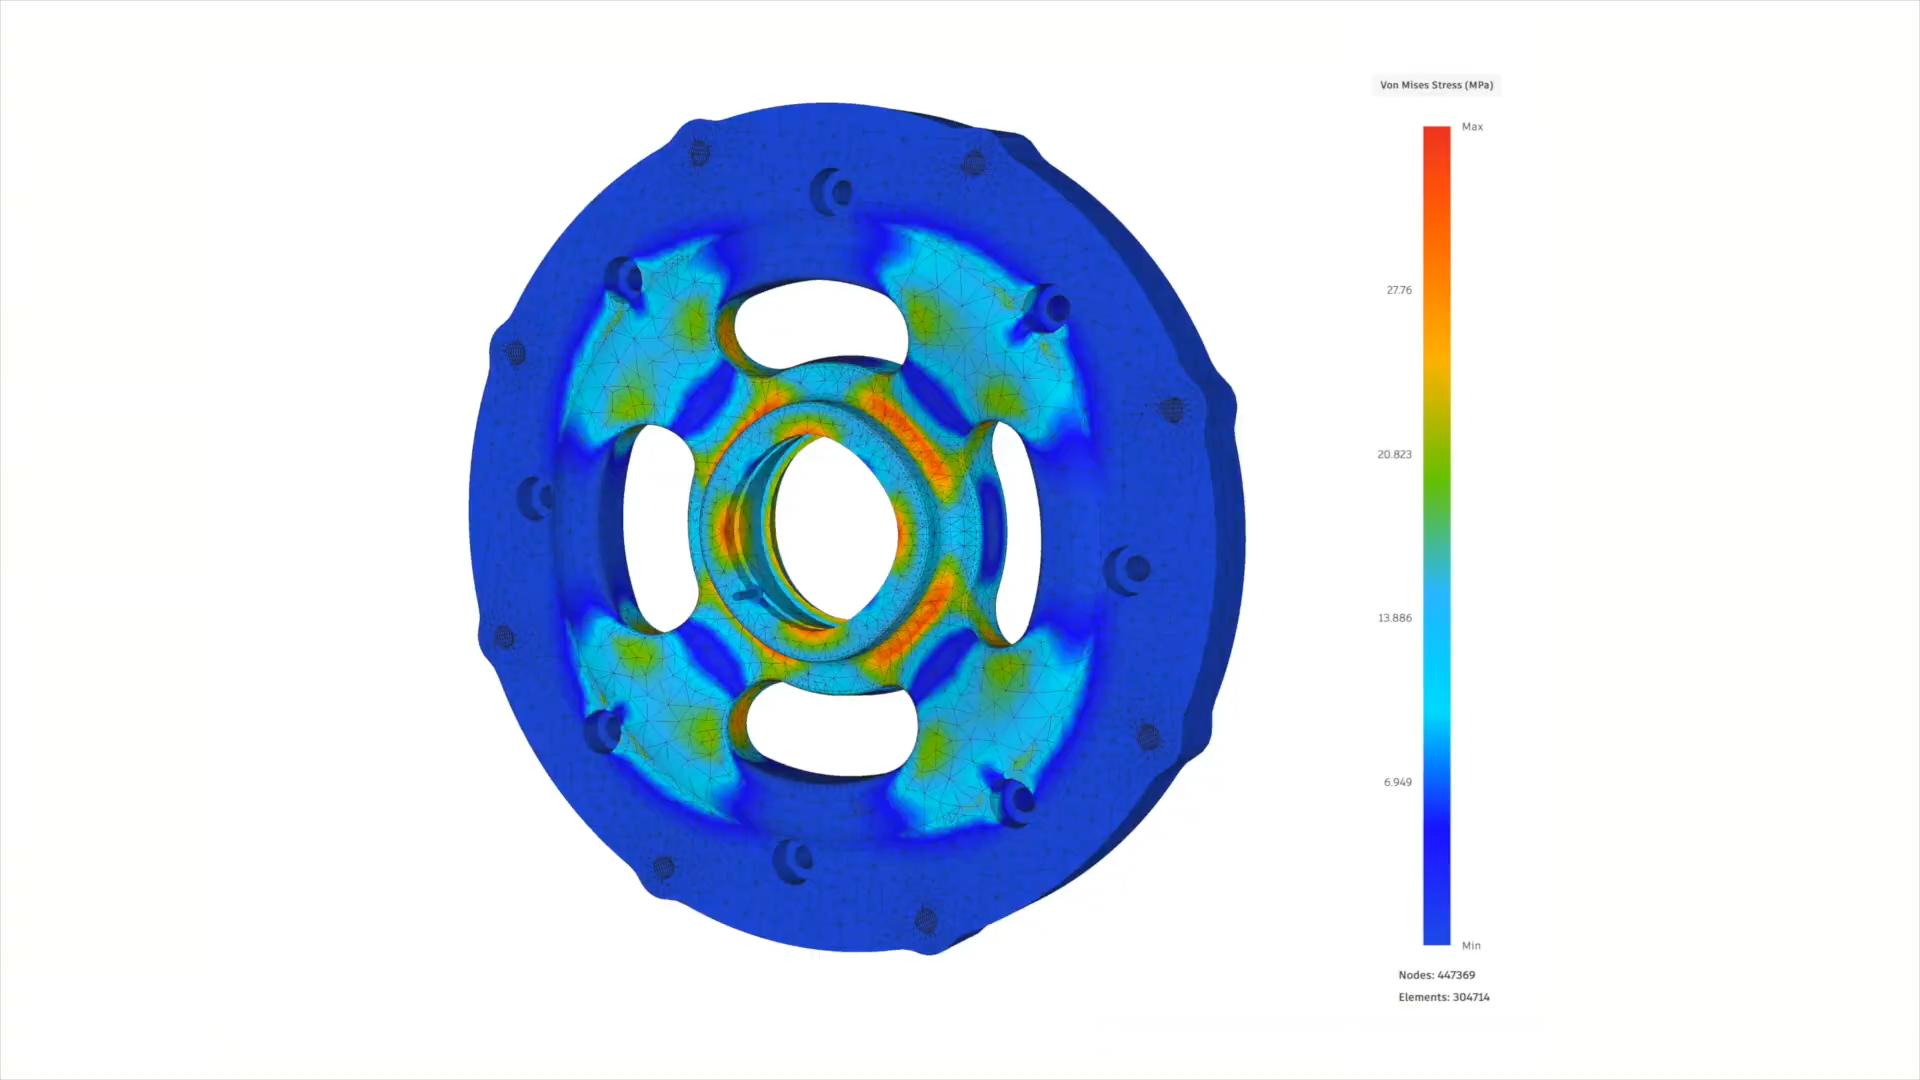 Von Mises Stress (MPa)
Max
27.76
20.823
13.886
6.949
Min
Nodes: 447369
Elements: 304714